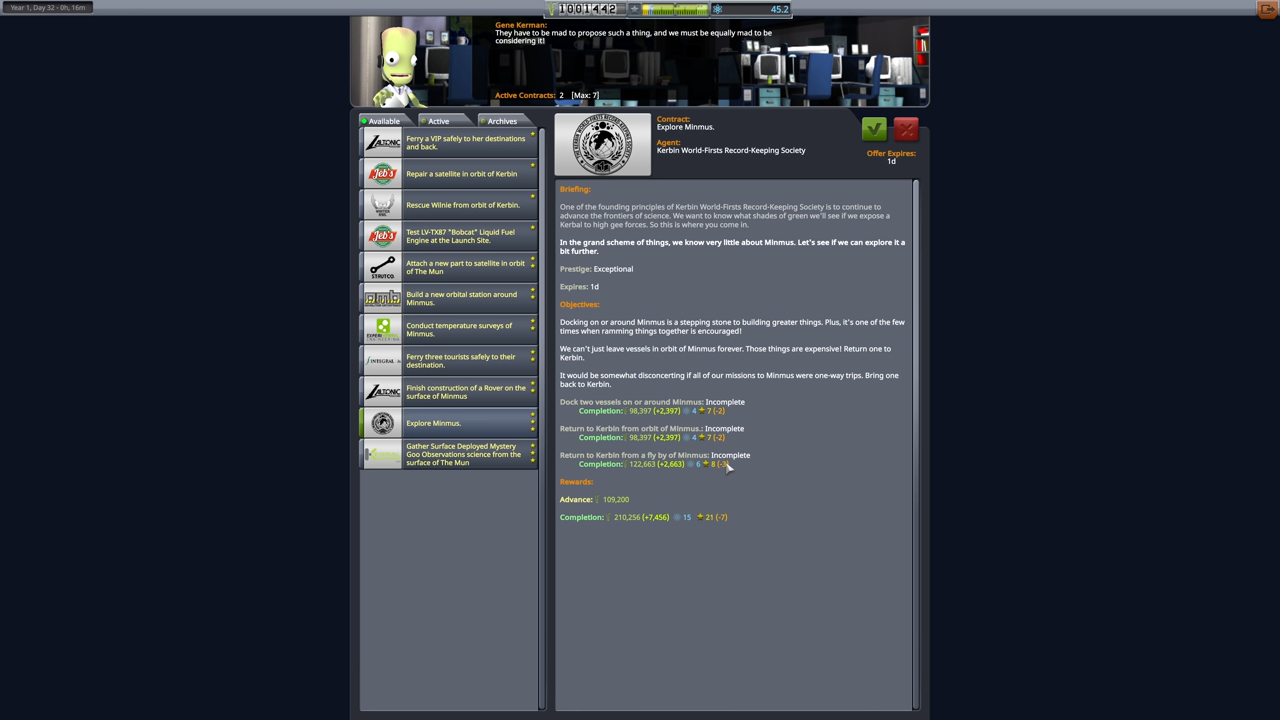 Year 1, Day 32 - 0h, 16m
1001442
45.2
Gene Kerman:
They have to be mad to propose such a thing, and we must be equally mad to be
considering it!
Active Contracts: 2 [Max: 7]
Available
Active
Archives
Ferry a VIP safely to her destinations
and back.
Repair a satellite in orbit of Kerbin
Rescue Wilnie from orbit of Kerbin.
Test LV-TX87 "Bobcat" Liquid Fuel
Engine at the Launch Site.
Attach a new part to satellite in orbit
of The Mun
Build a new orbital station around
Minmus.
Conduct temperature surveys of
Minmus.
Ferry three tourists safely to their
destination.
Finish construction of a Rover on the
surface of Minmus
Explore Minmus.
Gather Surface Deployed Mystery
Goo Observations science from the
surface of The Mun
Jeb's
Jeb's
STRUTCO
INTEGRAL
Contract:
Explore Minmus.
Agent:
Kerbin World-Firsts Record-Keeping Society
Offer Expires:
1d
Briefing:
One of the founding principles of Kerbin World-Firsts Record-Keeping Society is to continue to
advance the frontiers of science. We want to know what shades of green we'll see if we expose a
Kerbal to high gee forces. So this is where you come in.
In the grand scheme of things, we know very little about Minmus. Let's see if we can explore it a
bit further.
Prestige: Exceptional
Expires: 1d
Objectives:
Docking on or around Minmus is a stepping stone to building greater things. Plus, it's one of the few
times when ramming things together is encouraged!
We can't just leave vessels in orbit of Minmus forever. Those things are expensive! Return one to
Kerbin.
It would be somewhat disconcerting if all of our missions to Minmus were one-way trips. Bring one
back to Kerbin.
Dock two vessels on or around Minmus: Incomplete
Completion: 98,397 (+2,397) 4 7 (-2)
Return to Kerbin from orbit of Minmus.: Incomplete
Completion: 98,397 (+2,397) 4 7 (-2)
Return to Kerbin from a fly by of Minmus: Incomplete
Completion: 122,663 (+2,663) 6 8
Rewards:
Advance: 109,200
Completion: 210,256 (+7,456) 15 21 (-7)